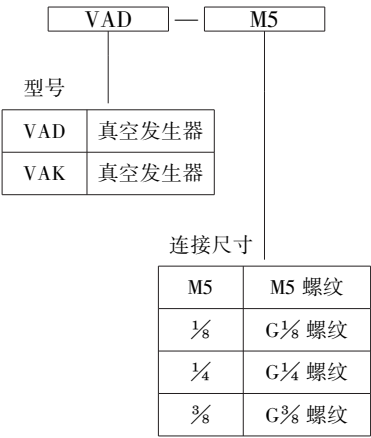 VAD — M5
型号
VAD 真空发生器
VAK 真空发生器
连接尺寸
M5 M5 螺纹
⅛ G⅛ 螺纹
¼ G¼ 螺纹
⅜ G⅜ 螺纹